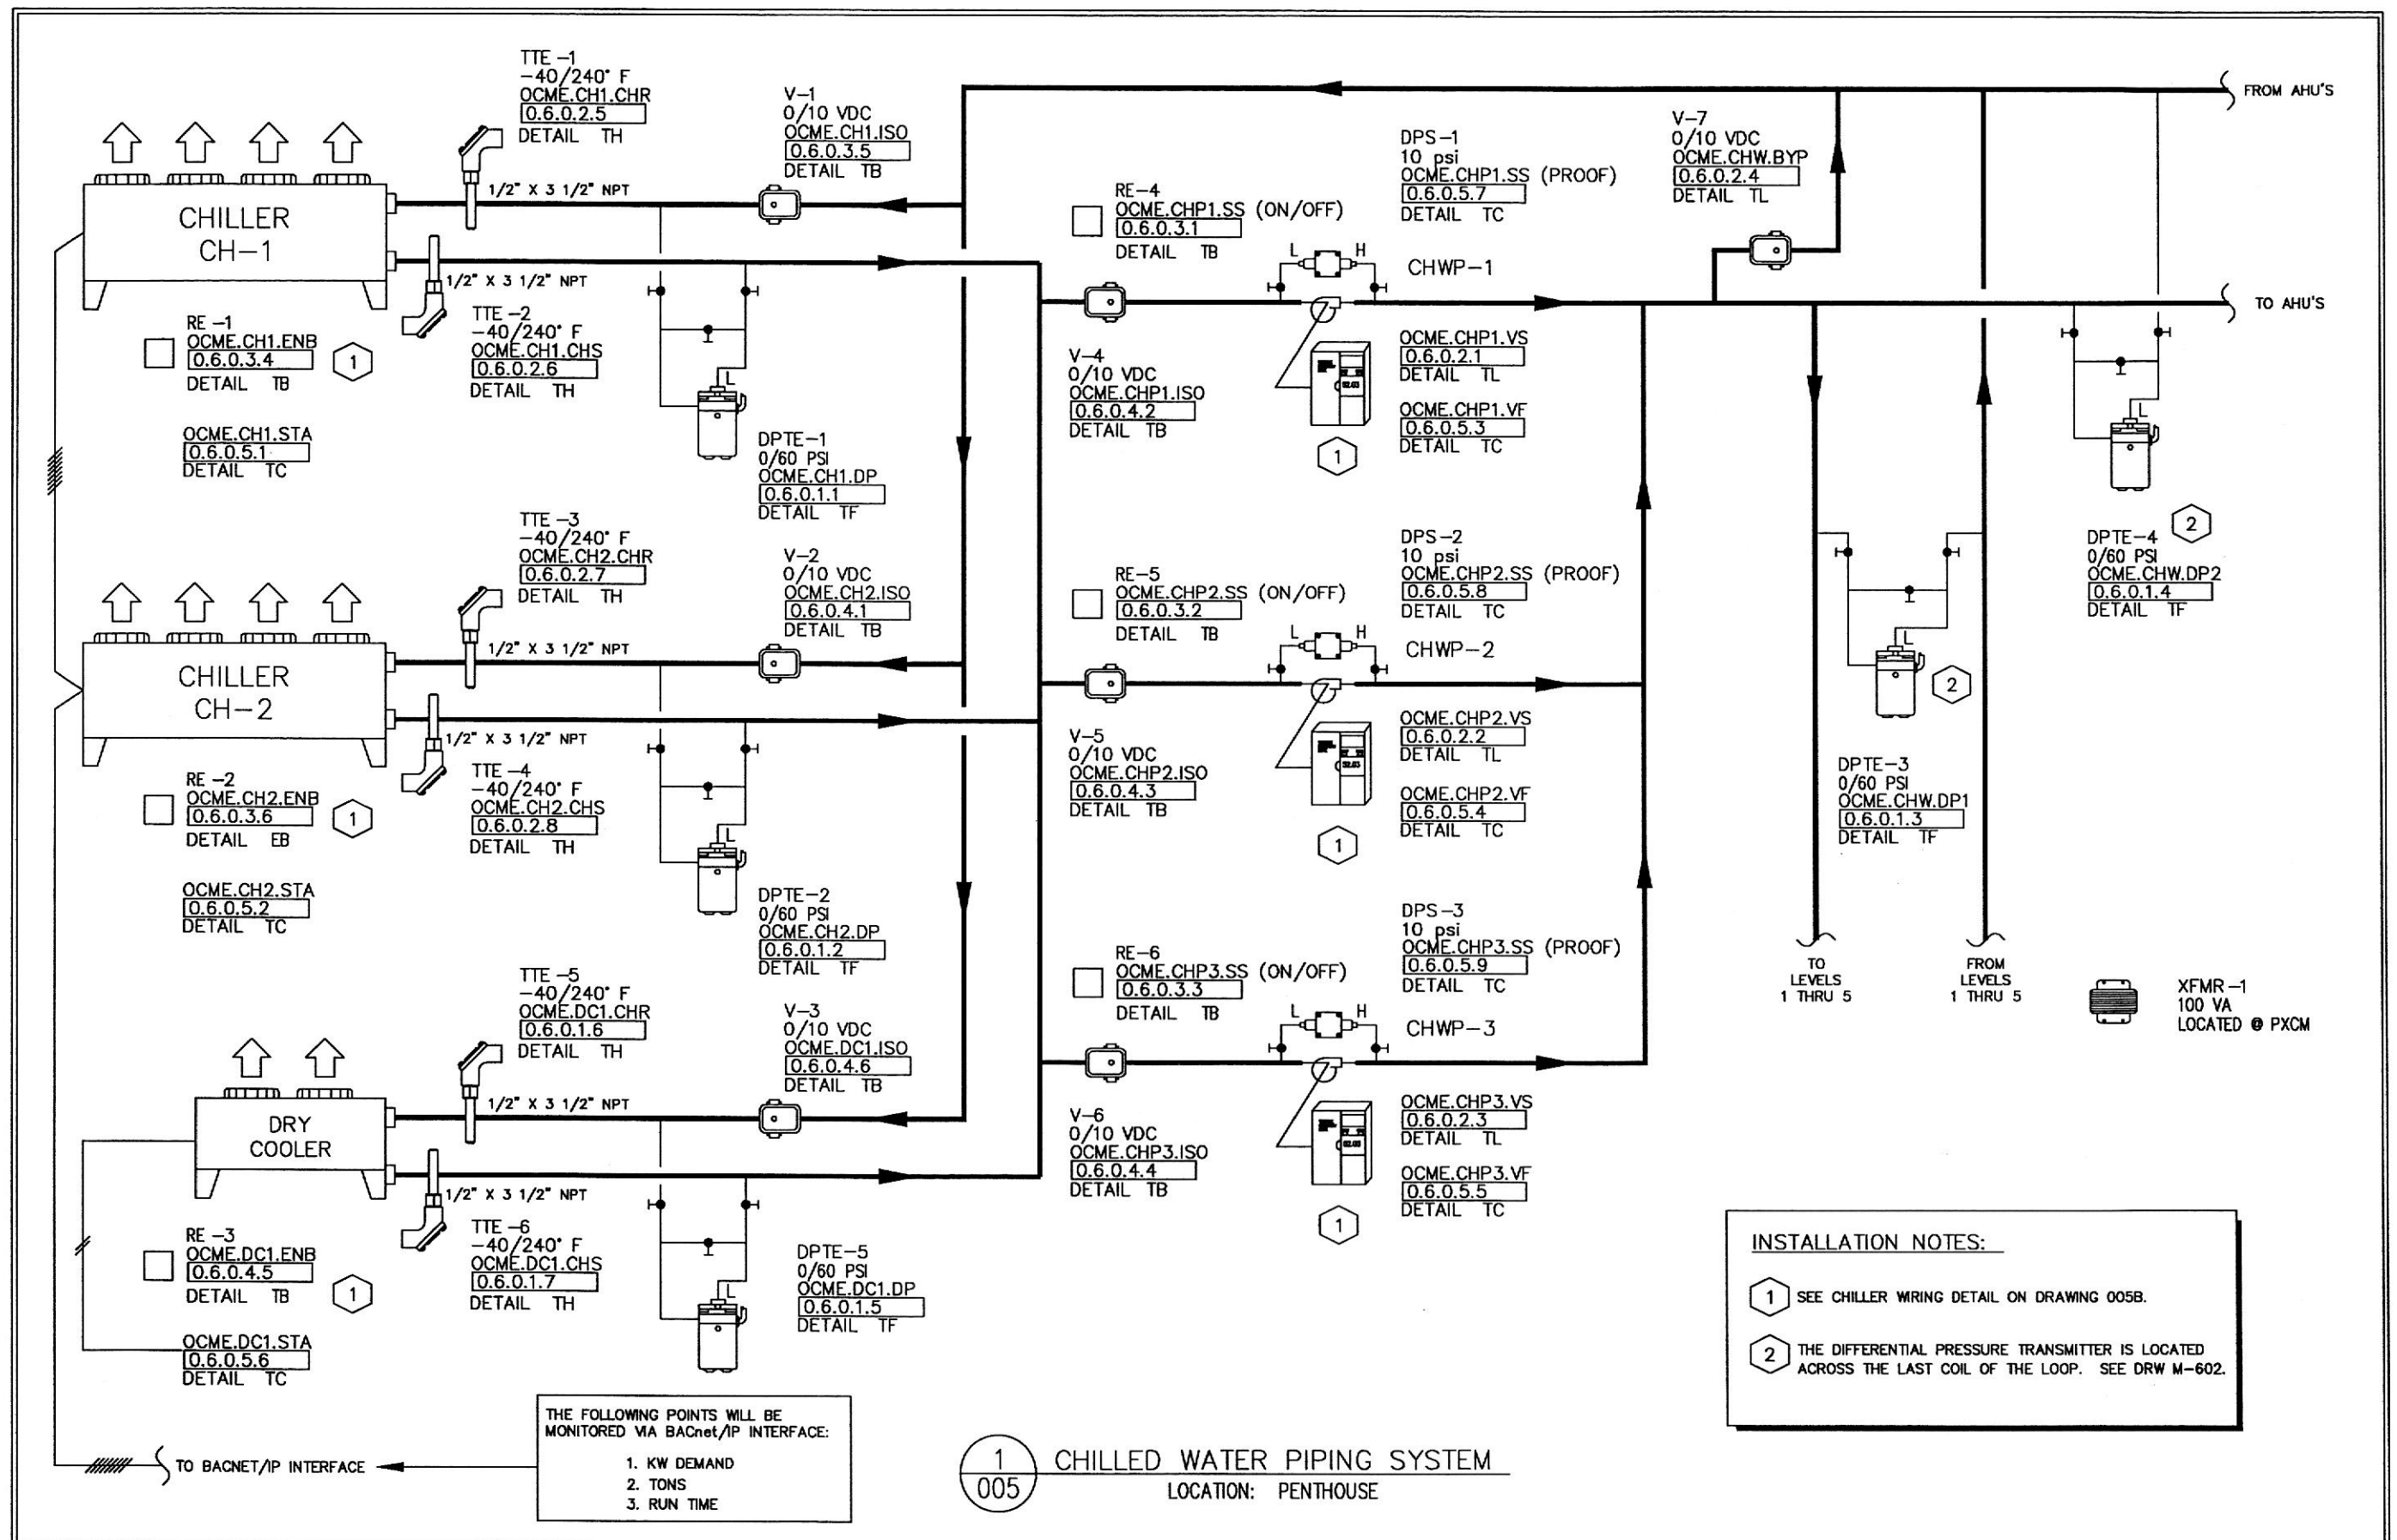 TTE -1
-40/240° F
OCME.CH1.CHR
0.6.0.2.5
DETAIL TH
V-1
0/10 VDC
OCME.CH1.ISO
0.6.0.3.5
DETAIL TB
1/2" X 3 1/2" NPT
CHILLER
CH-1
1/2" X 3 1/2" NPT
RE -1
OCME.CH1.ENB
0.6.0.3.4
DETAIL TB
1
TTE -2
-40/240° F
OCME.CH1.CHS
0.6.0.2.6
DETAIL TH
OCME.CH1.STA
0.6.0.5.1
DETAIL TC
L
DPTE-1
0/60 PSI
OCME.CH1.DP
0.6.0.1.1
DETAIL TF
TTE -3
-40/240° F
OCME.CH2.CHR
0.6.0.2.7
DETAIL TH
V-2
0/10 VDC
OCME.CH2.ISO
0.6.0.4.1
DETAIL TB
1/2" X 3 1/2" NPT
CHILLER
CH-2
1/2" X 3 1/2" NPT
RE -2
OCME.CH2.ENB
0.6.0.3.6
DETAIL EB
1
TTE -4
-40/240° F
OCME.CH2.CHS
0.6.0.2.8
DETAIL TH
OCME.CH2.STA
0.6.0.5.2
DETAIL TC
L
DPTE-2
0/60 PSI
OCME.CH2.DP
0.6.0.1.2
DETAIL TF
TTE -5
-40/240° F
OCME.DC1.CHR
0.6.0.1.6
DETAIL TH
V-3
0/10 VDC
OCME.DC1.ISO
0.6.0.4.6
DETAIL TB
1/2" X 3 1/2" NPT
DRY
COOLER
1/2" X 3 1/2" NPT
RE -3
OCME.DC1.ENB
0.6.0.4.5
DETAIL TB
1
TTE -6
-40/240° F
OCME.DC1.CHS
0.6.0.1.7
DETAIL TH
OCME.DC1.STA
0.6.0.5.6
DETAIL TC
L
DPTE-5
0/60 PSI
OCME.DC1.DP
0.6.0.1.5
DETAIL TF
RE-4
OCME.CHP1.SS (ON/OFF)
0.6.0.3.1
DETAIL TB
DPS-1
10 psi
OCME.CHP1.SS (PROOF)
0.6.0.5.7
DETAIL TC
L H
CHWP-1
V-4
0/10 VDC
OCME.CHP1.ISO
0.6.0.4.2
DETAIL TB
OCME.CHP1.VS
0.6.0.2.1
DETAIL TL
OCME.CHP1.VF
0.6.0.5.3
DETAIL TC
1
RE-5
OCME.CHP2.SS (ON/OFF)
0.6.0.3.2
DETAIL TB
DPS-2
10 psi
OCME.CHP2.SS (PROOF)
0.6.0.5.8
DETAIL TC
L H
CHWP-2
V-5
0/10 VDC
OCME.CHP2.ISO
0.6.0.4.3
DETAIL TB
OCME.CHP2.VS
0.6.0.2.2
DETAIL TL
OCME.CHP2.VF
0.6.0.5.4
DETAIL TC
1
RE-6
OCME.CHP3.SS (ON/OFF)
0.6.0.3.3
DETAIL TB
DPS-3
10 psi
OCME.CHP3.SS (PROOF)
0.6.0.5.9
DETAIL TC
L H
CHWP-3
V-6
0/10 VDC
OCME.CHP3.ISO
0.6.0.4.4
DETAIL TB
OCME.CHP3.VS
0.6.0.2.3
DETAIL TL
OCME.CHP3.VF
0.6.0.5.5
DETAIL TC
1
V-7
0/10 VDC
OCME.CHW.BYP
0.6.0.2.4
DETAIL TL
FROM AHU'S
TO AHU'S
L
2
DPTE-4
0/60 PSI
OCME.CHW.DP2
0.6.0.1.4
DETAIL TF
L
2
DPTE-3
0/60 PSI
OCME.CHW.DP1
0.6.0.1.3
DETAIL TF
TO
LEVELS
1 THRU 5
FROM
LEVELS
1 THRU 5
XFMR-1
100 VA
LOCATED @ PXCM
INSTALLATION NOTES:
1 SEE CHILLER WIRING DETAIL ON DRAWING 005B.
2 THE DIFFERENTIAL PRESSURE TRANSMITTER IS LOCATED
ACROSS THE LAST COIL OF THE LOOP. SEE DRW M-602.
TO BACNET/IP INTERFACE
THE FOLLOWING POINTS WILL BE
MONITORED VIA BACnet/IP INTERFACE:
1. KW DEMAND
2. TONS
3. RUN TIME
1
005
CHILLED WATER PIPING SYSTEM
LOCATION: PENTHOUSE